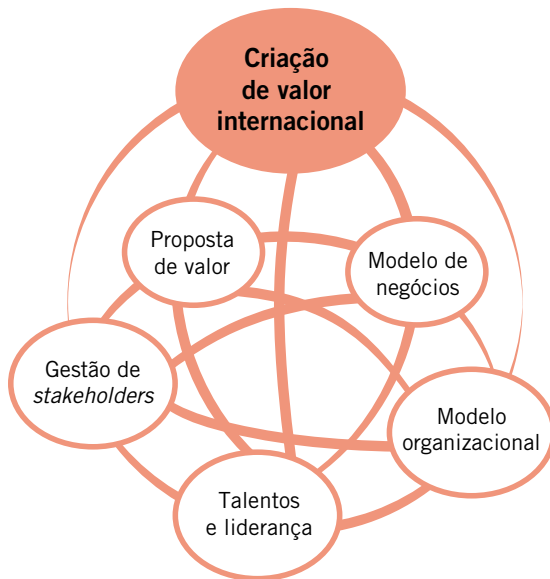 Criação
de valor
internacional
Proposta
de valor
Modelo de
negócios
Gestão de
stakeholders
Modelo
organizacional
Talentos
e liderança